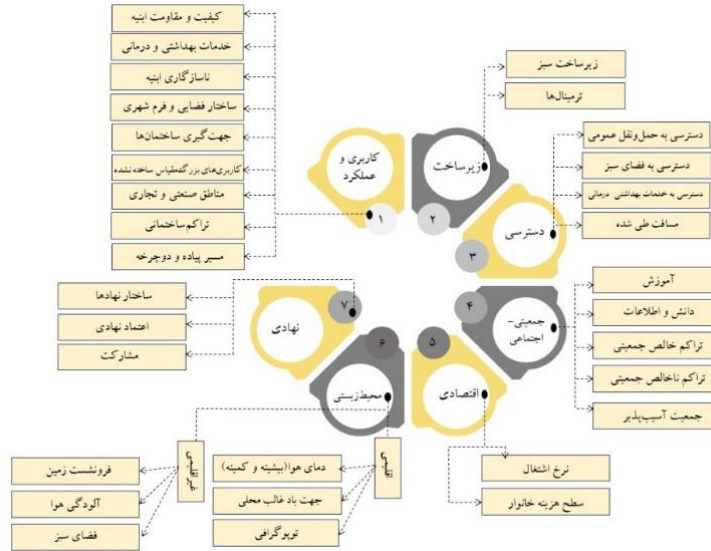 کیفیت و مقاومت ابنیه
خدمات بهداشتی و درمانی
ناسازگاری ابنیه
ساختار فضایی و فرم شهری
جهت‌گیری ساختمان‌ها
کاربری‌های بزرگ‌مقیاس ساخته نشده
مناطق صنعتی و تجاری
تراکم ساختمانی
مسیر پیاده و دوچرخه
کاربری و
عملکرد
۱
زیرساخت سبز
ترمینال‌ها
زیرساخت
۲
دسترسی به حمل‌ونقل عمومی
دسترسی به فضای سبز
دسترسی به خدمات بهداشتی درمانی
مسافت طی شده
دسترسی
۳
آموزش
دانش و اطلاعات
تراکم خالص جمعیتی
تراکم ناخالص جمعیتی
جمعیت آسیب‌پذیر
جمعیتی-
اجتماعی
۴
اقتصادی
۵
نرخ اشتغال
سطح هزینه خانوار
محیط‌زیستی
۶
اقلیمی
دمای هوا(بیشینه و کمینه)
جهت باد غالب محلی
توپوگرافی
غیراقلیمی
فرونشست زمین
آلودگی هوا
فضای سبز
نهادی
۷
ساختار نهادها
اعتماد نهادی
مشارکت